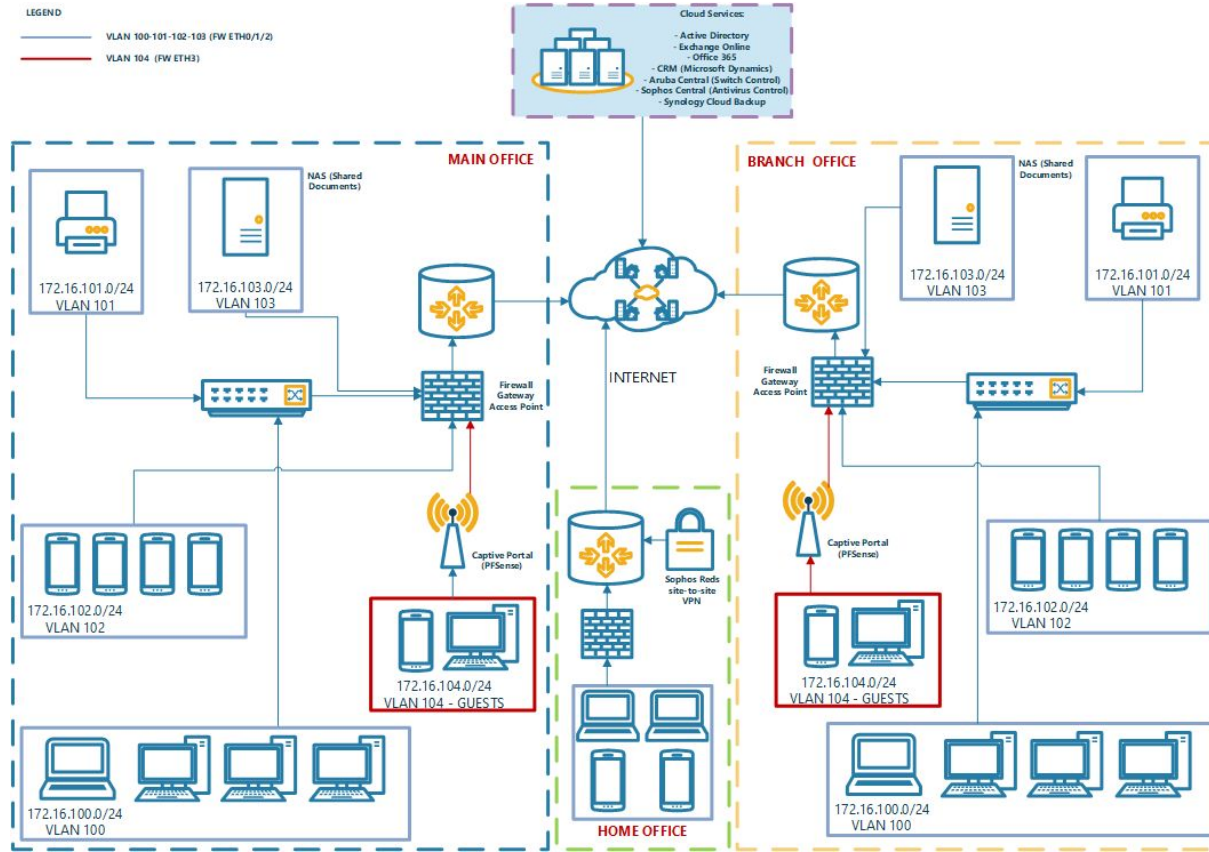 LEGEND
VLAN 100-101-102-103 (FW ETH0/1/2)
VLAN 104 (FW ETH3)
Cloud Services:
- Active Directory
- Exchange Online
- Office 365
- CRM (Microsoft Dynamics)
- Aruba Central (Switch Control)
- Sophos Central (Antivirus Control)
- Synology Cloud Backup
MAIN OFFICE
NAS (Shared
Documents)
172.16.101.0/24
VLAN 101
172.16.103.0/24
VLAN 103
Firewall
Gateway
Access Point
Captive Portal
(PFSense)
172.16.102.0/24
VLAN 102
172.16.104.0/24
VLAN 104 - GUESTS
172.16.100.0/24
VLAN 100
INTERNET
Sophos Reds
site-to-site
VPN
HOME OFFICE
BRANCH OFFICE
NAS (Shared
Documents)
172.16.103.0/24
VLAN 103
172.16.101.0/24
VLAN 101
Firewall
Gateway
Access Point
Captive Portal
(PFSense)
172.16.102.0/24
VLAN 102
172.16.104.0/24
VLAN 104 - GUESTS
172.16.100.0/24
VLAN 100